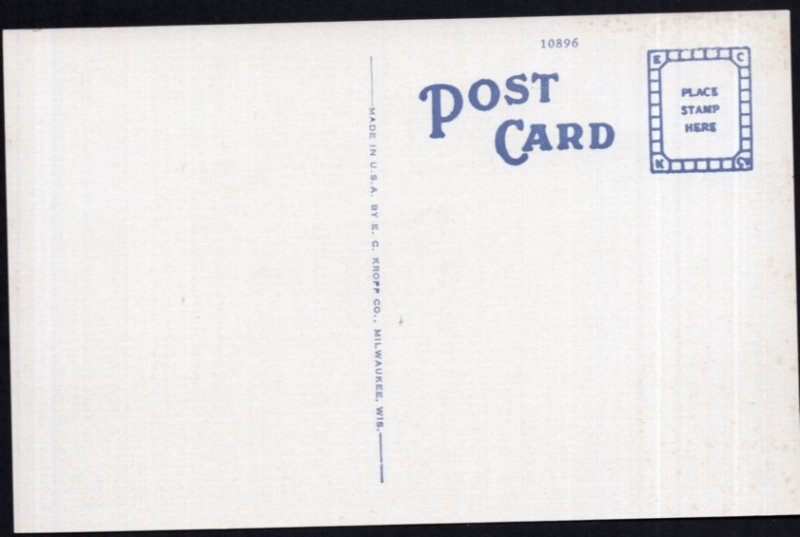 10896
POST
CARD
E C
PLACE
STAMP
HERE
K
MADE IN U.S.A. BY E. C. KROPP CO., MILWAUKEE, WIS.